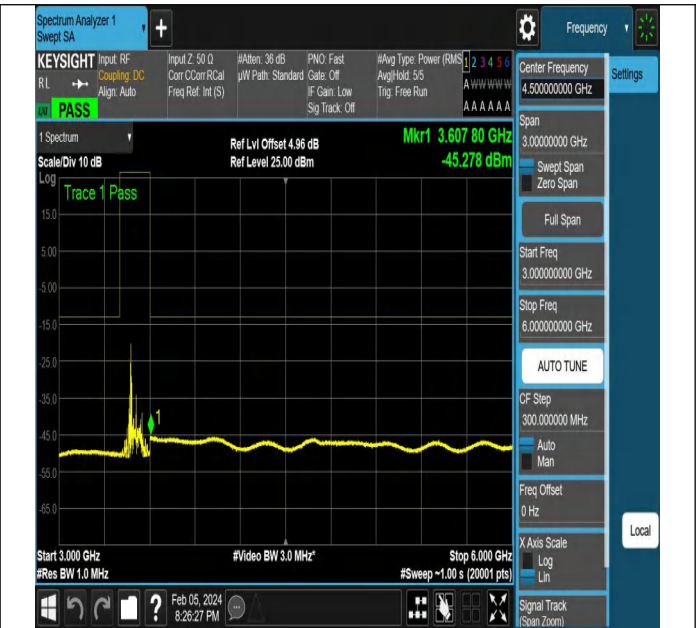 Spectrum Analyzer 1
Swept SA
+
Frequency
KEYSIGHT
RL
Input: RF
Coupling: DC
Align: Auto
Input Z: 50 Ω
Corr CCorr RCal
Freq Ref: Int (S)
#Atten: 36 dB
µW Path: Standard
PNO: Fast
Gate: Off
IF Gain: Low
Sig Track: Off
#Avg Type: Power (RMS)
Avg|Hold: 5/5
Trig: Free Run
1 2 3 4 5 6
A W W W W W
A A A A A A
PASS
1 Spectrum
Scale/Div 10 dB
Ref Lvl Offset 4.96 dB
Ref Level 25.00 dBm
Mkr1 3.607 80 GHz
-45.278 dBm
Log
Trace 1 Pass
15.0
5.00
-5.00
-15.0
-25.0
-35.0
-45.0
-55.0
-65.0
1
Start 3.000 GHz
#Res BW 1.0 MHz
#Video BW 3.0 MHz*
Stop 6.000 GHz
#Sweep ~1.00 s (20001 pts)
Feb 05, 2024
8:26:27 PM
?
Center Frequency
4.500000000 GHz
Settings
Span
3.00000000 GHz
Swept Span
Zero Span
Full Span
Start Freq
3.000000000 GHz
Stop Freq
6.000000000 GHz
AUTO TUNE
CF Step
300.000000 MHz
Auto
Man
Freq Offset
0 Hz
X Axis Scale
Log
Lin
Local
Signal Track
(Span Zoom)